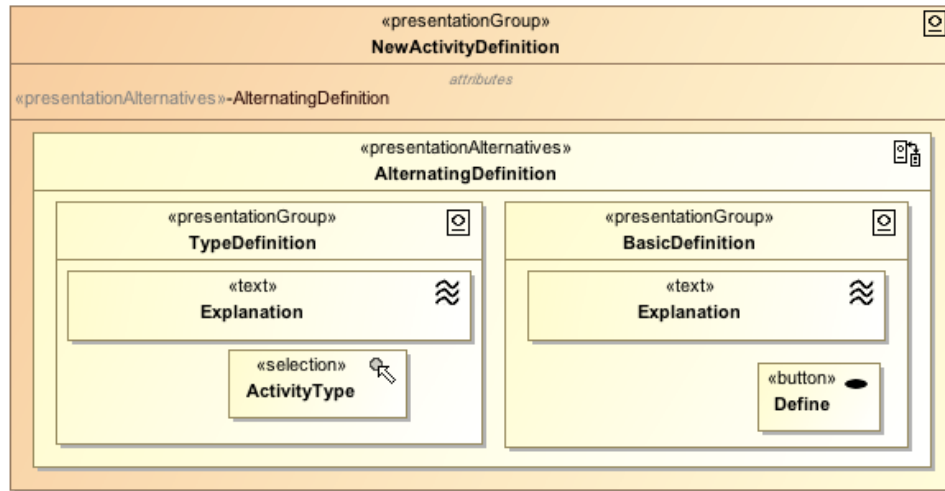 «presentationGroup»
NewActivityDefinition
attributes
«presentationAlternatives»-AlternatingDefinition
«presentationAlternatives»
AlternatingDefinition
«presentationGroup»
TypeDefinition
«text»
Explanation
«selection»
ActivityType
«presentationGroup»
BasicDefinition
«text»
Explanation
«button»
Define